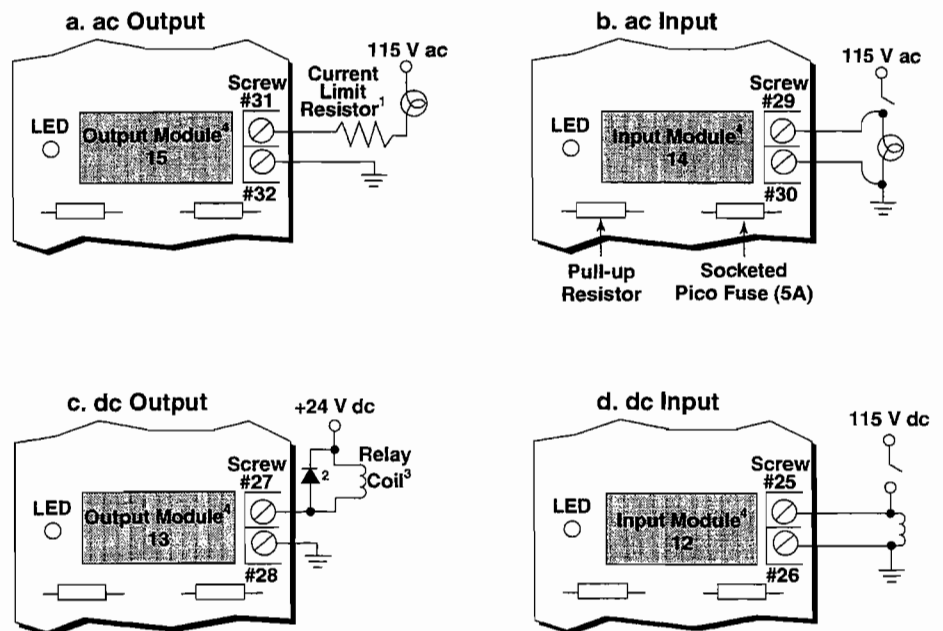 a. ac Output
115 V ac
Current
Limit
Resistor¹
Screw
#31
LED
Output Module⁴
15
#32
b. ac Input
115 V ac
Screw
#29
LED
Input Module⁴
14
#30
Pull-up
Resistor
Socketed
Pico Fuse (5A)
c. dc Output
+24 V dc
Relay
Coil³
2
Screw
#27
LED
Output Module⁴
13
#28
d. dc Input
115 V dc
Screw
#25
LED
Input Module⁴
12
#26